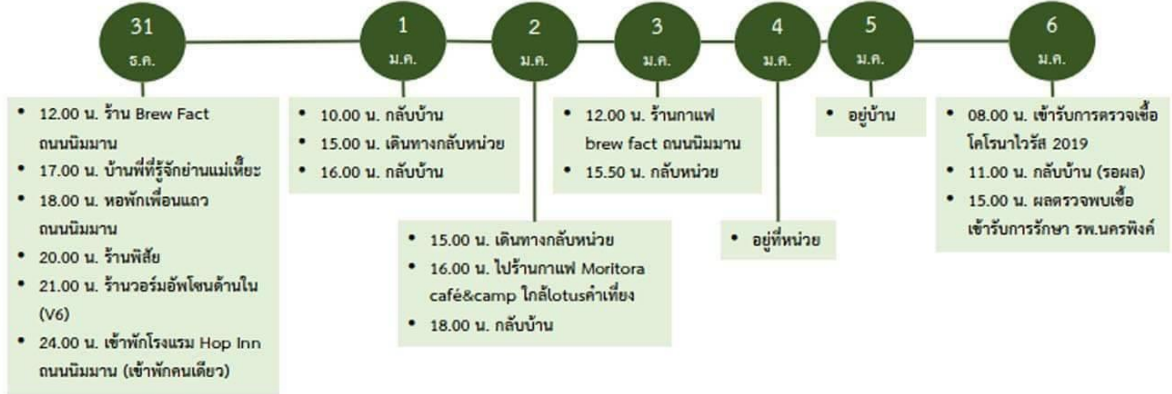 31
ธ.ค.
1
ม.ค.
2
ม.ค.
3
ม.ค.
4
ม.ค.
5
ม.ค.
6
ม.ค.
• 12.00 น. ร้าน Brew Fact
ถนนนิมมาน
• 17.00 น. บ้านพี่ที่รู้จักย่านแม่เหี๊ยะ
• 18.00 น. หอพักเพื่อนแถว
ถนนนิมมาน
• 20.00 น. ร้านพิสัย
• 21.00 น. ร้านวอร์มอัพโซนด้านใน
(V6)
• 24.00 น. เข้าพักโรงแรม Hop Inn
ถนนนิมมาน (เข้าพักคนเดียว)
• 10.00 น. กลับบ้าน
• 15.00 น. เดินทางกลับหน่วย
• 16.00 น. กลับบ้าน
• 15.00 น. เดินทางกลับหน่วย
• 16.00 น. ไปร้านกาแฟ Moritora
café&camp ใกล้lotusคำเที่ยง
• 18.00 น. กลับบ้าน
• 12.00 น. ร้านกาแฟ
brew fact ถนนนิมมาน
• 15.50 น. กลับหน่วย
• อยู่ที่หน่วย
• อยู่บ้าน
• 08.00 น. เข้ารับการตรวจเชื้อ
โคโรนาไวรัส 2019
• 11.00 น. กลับบ้าน (รอผล)
• 15.00 น. ผลตรวจพบเชื้อ
เข้ารับการรักษา รพ.นครพิงค์